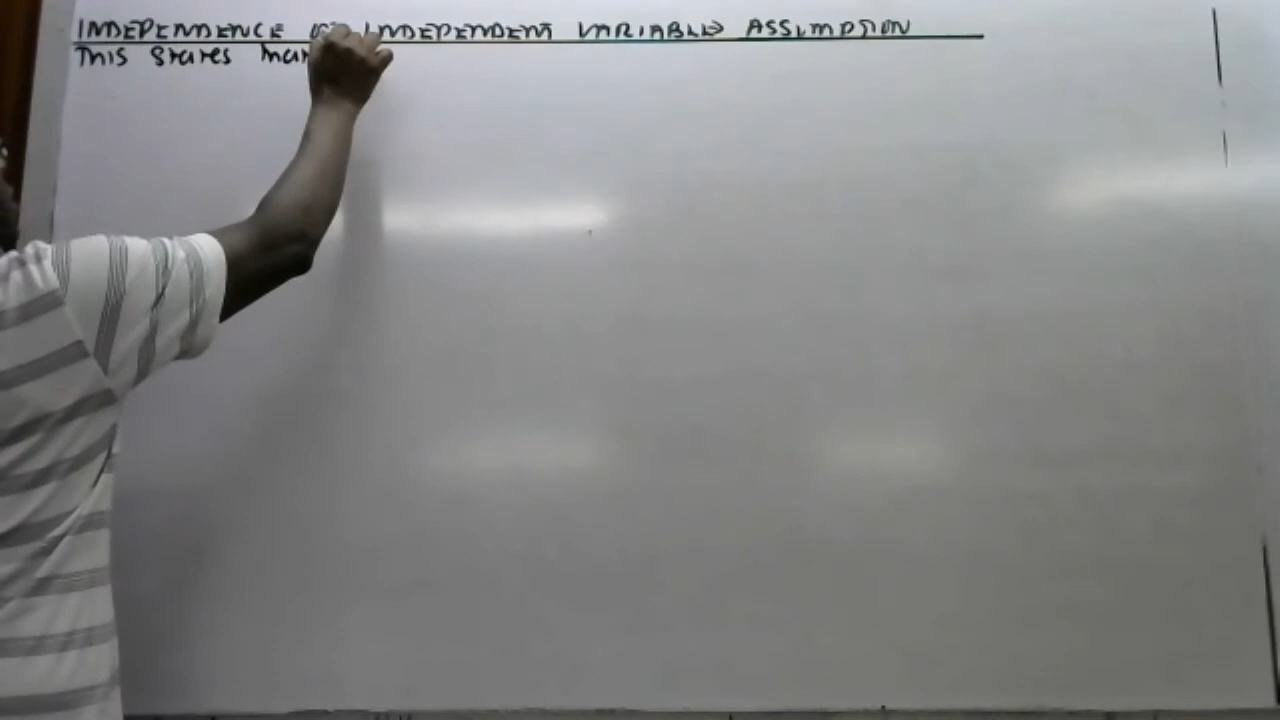 INDEPENDENCE OF INDEPENDENT VARIABLES ASSUMPTION
This States that